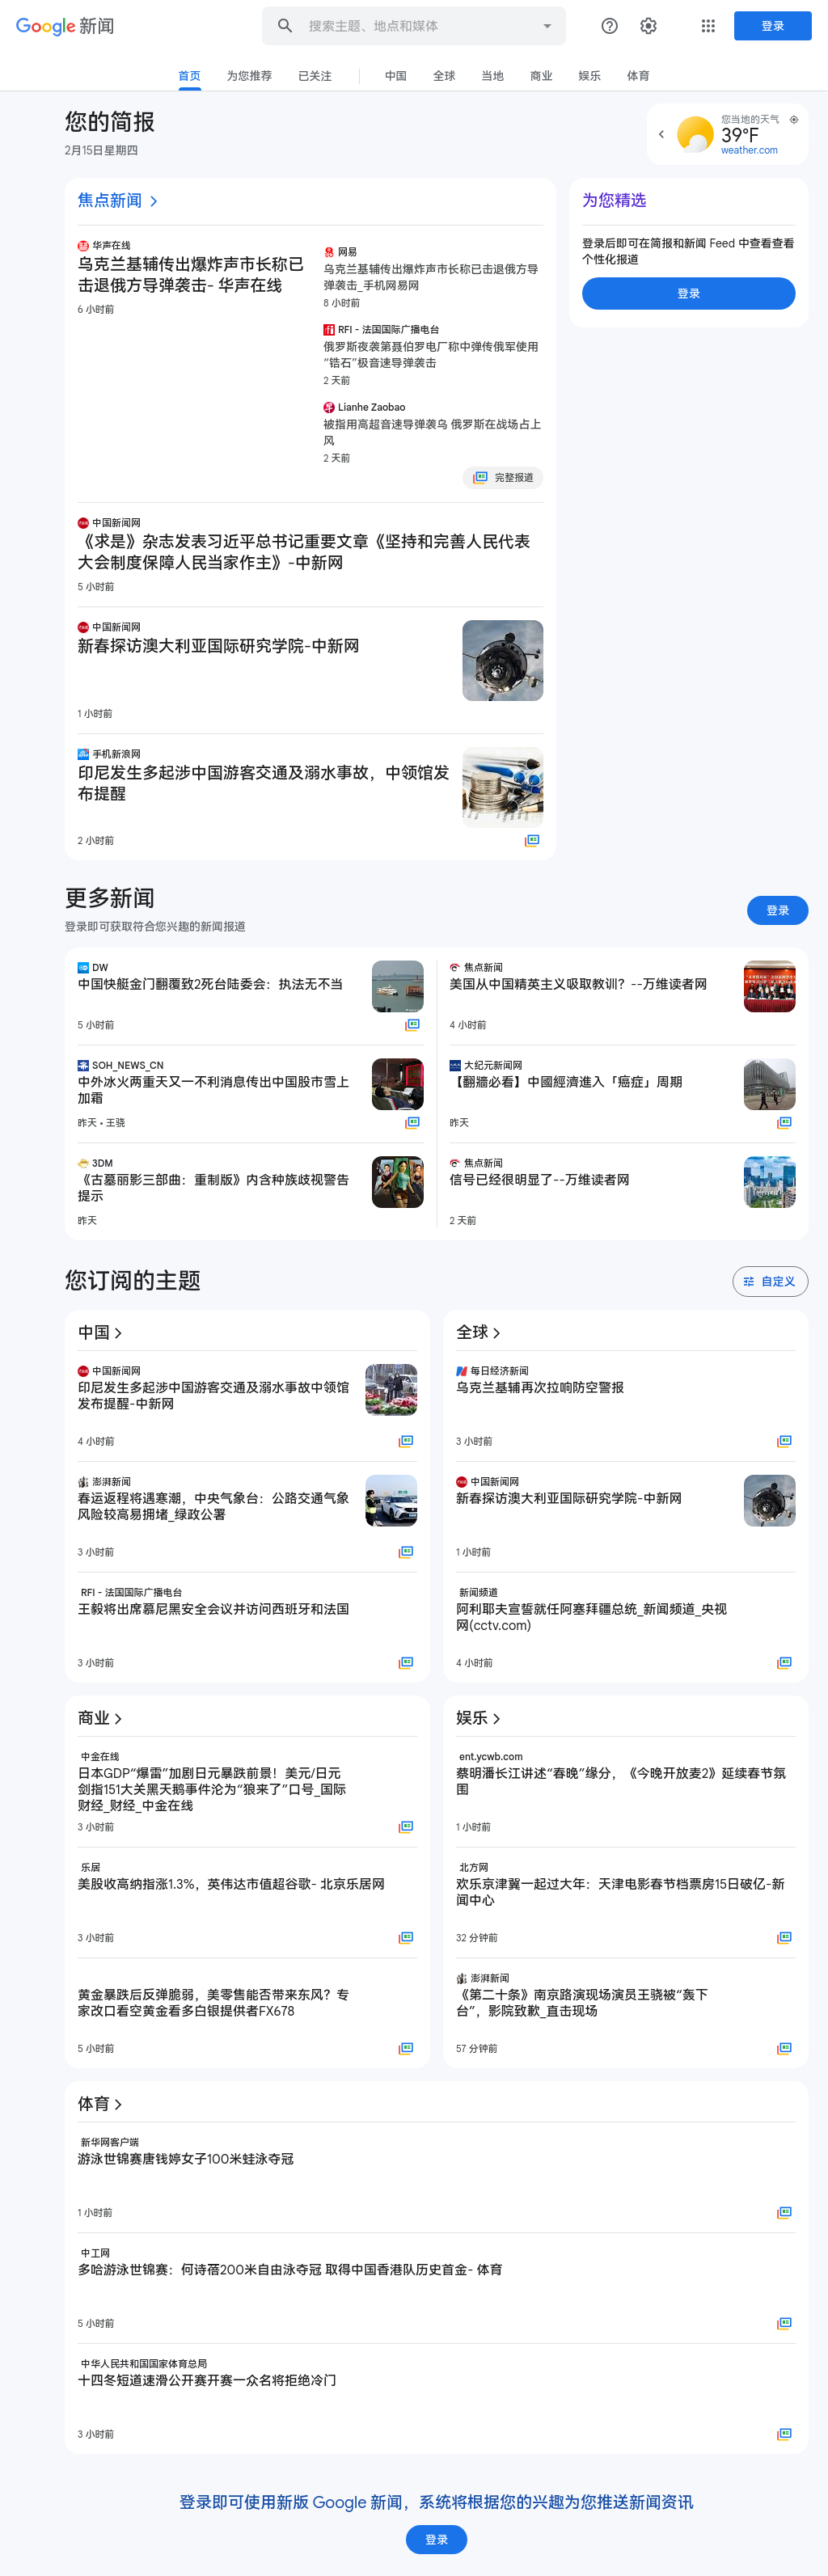 Google 新闻
搜索主题、地点和媒体
登录
首页
为您推荐
已关注
中国
全球
当地
商业
娱乐
体育
您的简报
2月15日星期四
您当地的天气
39°F
weather.com
焦点新闻
华声在线
乌克兰基辅传出爆炸声市长称已
击退俄方导弹袭击- 华声在线
6 小时前
网易
乌克兰基辅传出爆炸声市长称已击退俄方导
弹袭击_手机网易网
8 小时前
RFI - 法国国际广播电台
俄罗斯夜袭第聂伯罗电厂称中弹传俄军使用
“锆石”极音速导弹袭击
2 天前
Lianhe Zaobao
被指用高超音速导弹袭乌 俄罗斯在战场占上
风
2 天前
完整报道
中国新闻网
《求是》杂志发表习近平总书记重要文章《坚持和完善人民代表
大会制度保障人民当家作主》-中新网
5 小时前
中国新闻网
新春探访澳大利亚国际研究学院-中新网
1 小时前
手机新浪网
印尼发生多起涉中国游客交通及溺水事故，中领馆发
布提醒
2 小时前
为您精选
登录后即可在简报和新闻 Feed 中查看查看
个性化报道
登录
更多新闻
登录即可获取符合您兴趣的新闻报道
登录
DW
中国快艇金门翻覆致2死台陆委会：执法无不当
5 小时前
SOH_NEWS_CN
中外冰火两重天又一不利消息传出中国股市雪上
加霜
昨天 • 王骁
3DM
《古墓丽影三部曲：重制版》内含种族歧视警告
提示
昨天
焦点新闻
美国从中国精英主义吸取教训？--万维读者网
4 小时前
大纪元新闻网
【翻牆必看】中國經濟進入「癌症」周期
昨天
焦点新闻
信号已经很明显了--万维读者网
2 天前
您订阅的主题
自定义
中国
中国新闻网
印尼发生多起涉中国游客交通及溺水事故中领馆
发布提醒-中新网
4 小时前
澎湃新闻
春运返程将遇寒潮，中央气象台：公路交通气象
风险较高易拥堵_绿政公署
3 小时前
RFI - 法国国际广播电台
王毅将出席慕尼黑安全会议并访问西班牙和法国
3 小时前
全球
每日经济新闻
乌克兰基辅再次拉响防空警报
3 小时前
中国新闻网
新春探访澳大利亚国际研究学院-中新网
1 小时前
新闻频道
阿利耶夫宣誓就任阿塞拜疆总统_新闻频道_央视
网(cctv.com)
4 小时前
商业
中金在线
日本GDP“爆雷”加剧日元暴跌前景！美元/日元
剑指151大关黑天鹅事件沦为“狼来了”口号_国际
财经_财经_中金在线
3 小时前
乐居
美股收高纳指涨1.3%，英伟达市值超谷歌- 北京乐居网
3 小时前
黄金暴跌后反弹脆弱，美零售能否带来东风？专
家改口看空黄金看多白银提供者FX678
5 小时前
娱乐
ent.ycwb.com
蔡明潘长江讲述“春晚”缘分，《今晚开放麦2》延续春节氛
围
1 小时前
北方网
欢乐京津冀一起过大年：天津电影春节档票房15日破亿-新
闻中心
32 分钟前
澎湃新闻
《第二十条》南京路演现场演员王骁被“轰下
台”，影院致歉_直击现场
57 分钟前
体育
新华网客户端
游泳世锦赛唐钱婷女子100米蛙泳夺冠
1 小时前
中工网
多哈游泳世锦赛：何诗蓓200米自由泳夺冠 取得中国香港队历史首金- 体育
5 小时前
中华人民共和国国家体育总局
十四冬短道速滑公开赛开赛一众名将拒绝冷门
3 小时前
登录即可使用新版 Google 新闻，系统将根据您的兴趣为您推送新闻资讯
登录